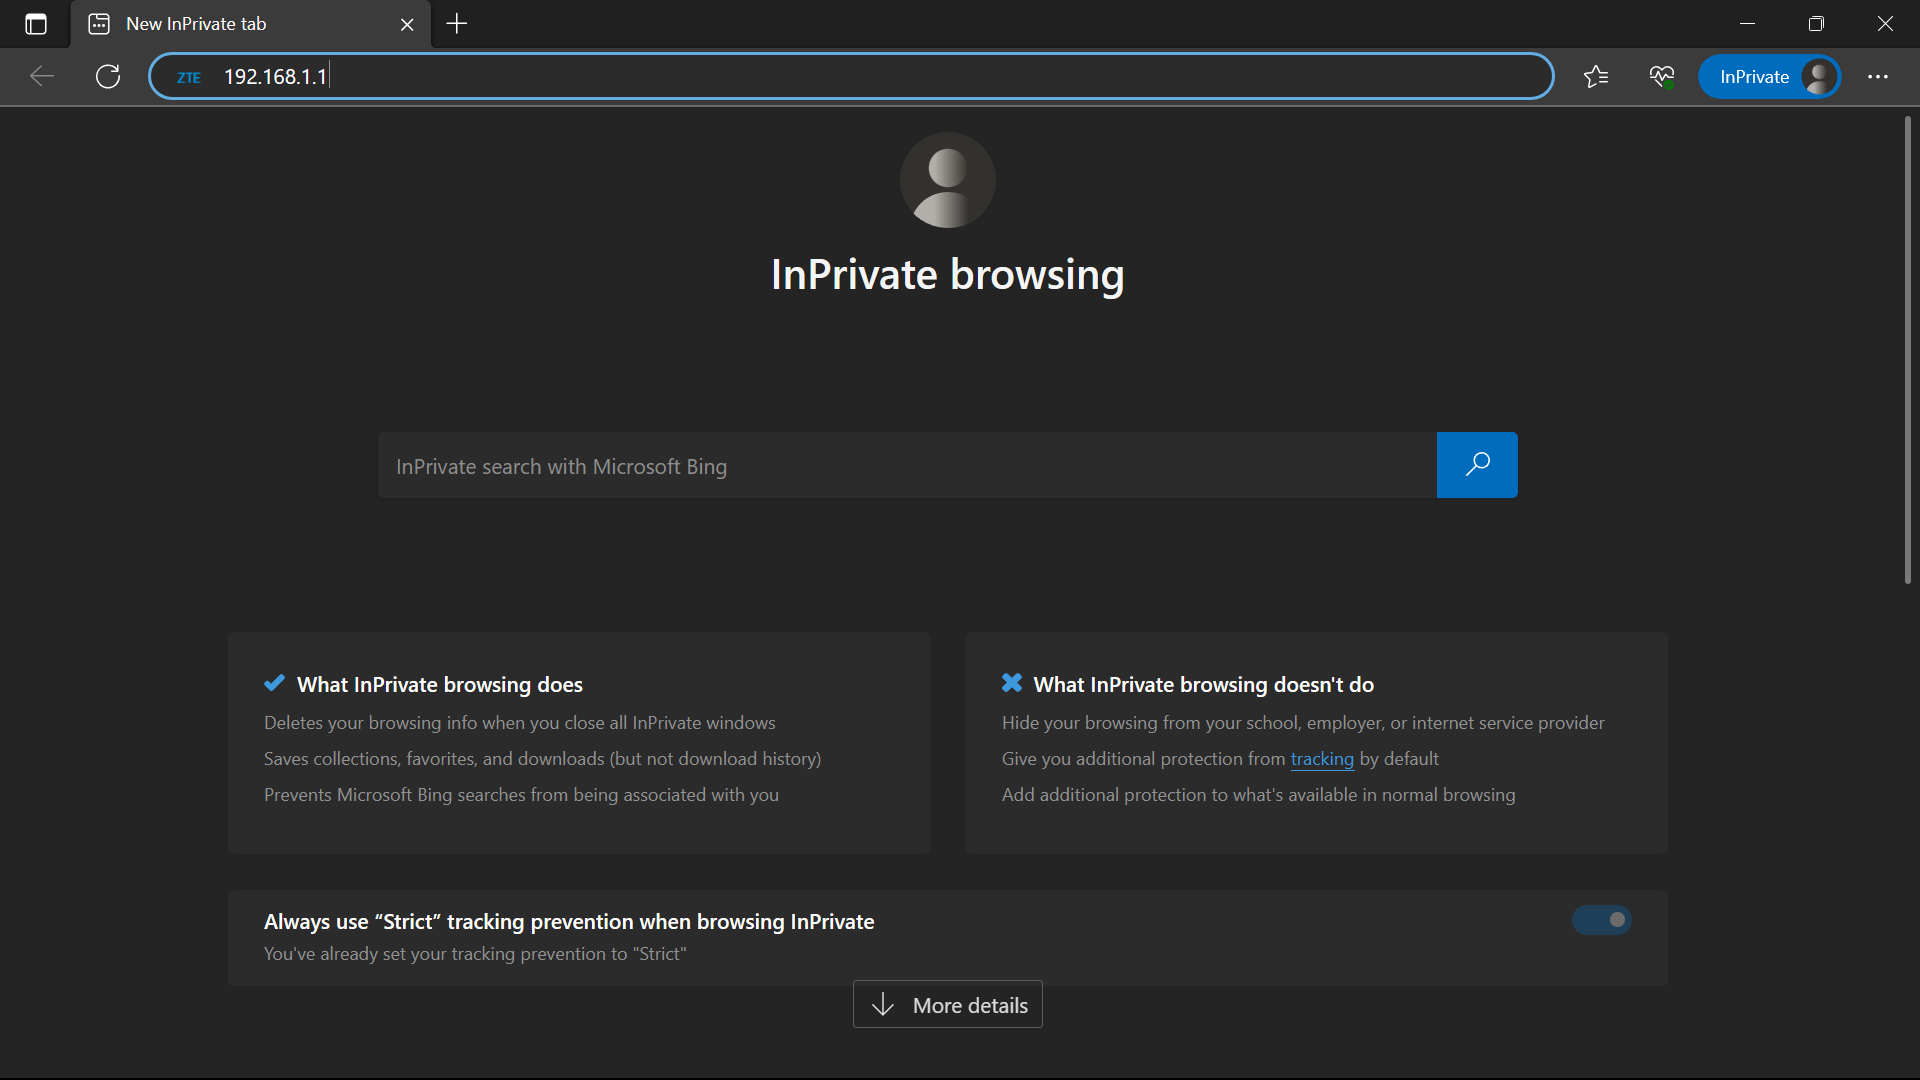 New InPrivate tab
ZTE 192.168.1.1
InPrivate
InPrivate browsing
InPrivate search with Microsoft Bing
What InPrivate browsing does
Deletes your browsing info when you close all InPrivate windows
Saves collections, favorites, and downloads (but not download history)
Prevents Microsoft Bing searches from being associated with you
What InPrivate browsing doesn't do
Hide your browsing from your school, employer, or internet service provider
Give you additional protection from tracking by default
Add additional protection to what's available in normal browsing
Always use “Strict” tracking prevention when browsing InPrivate
You've already set your tracking prevention to "Strict"
More details